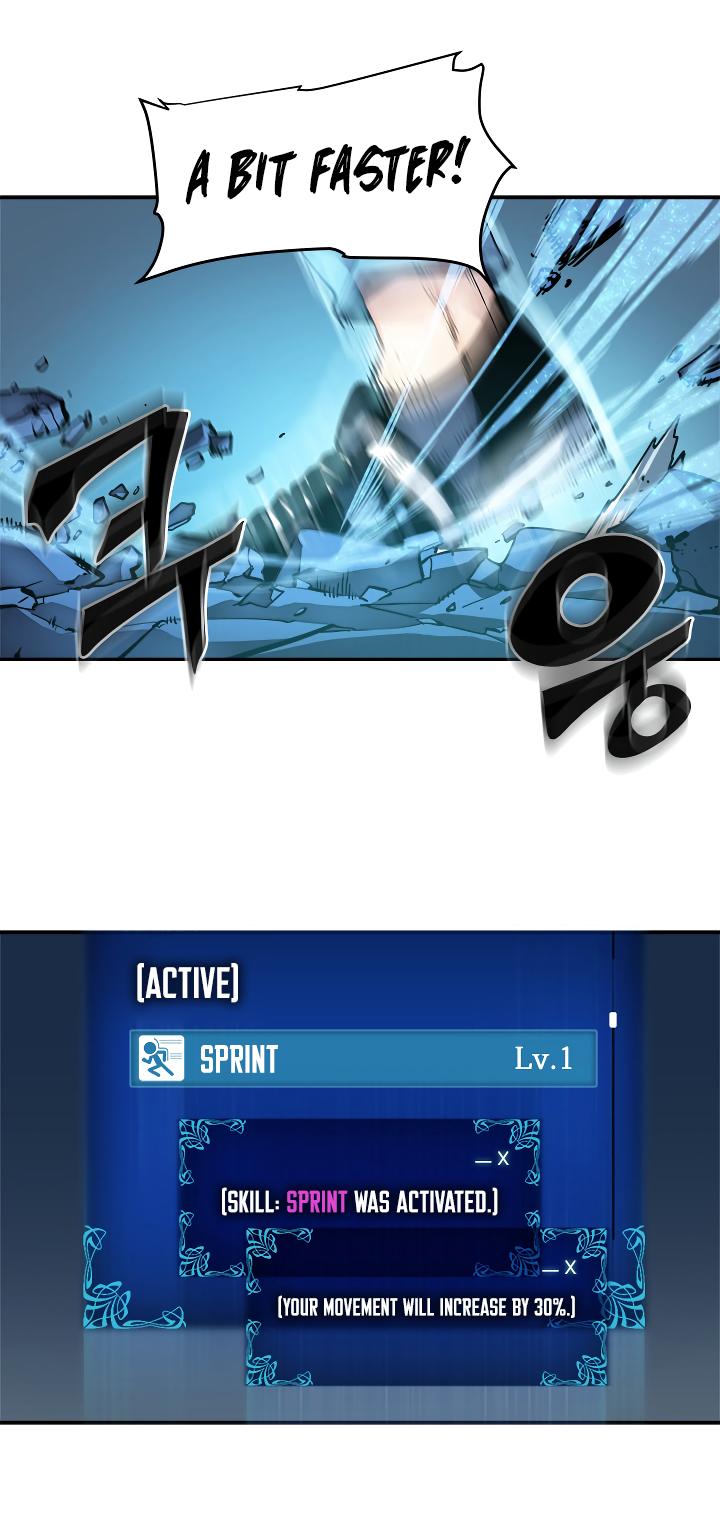 A BIT FASTER!
쿠웅
[ACTIVE]
SPRINT Lv.1
[SKILL: SPRINT WAS ACTIVATED.]
[YOUR MOVEMENT WILL INCREASE BY 30%.]